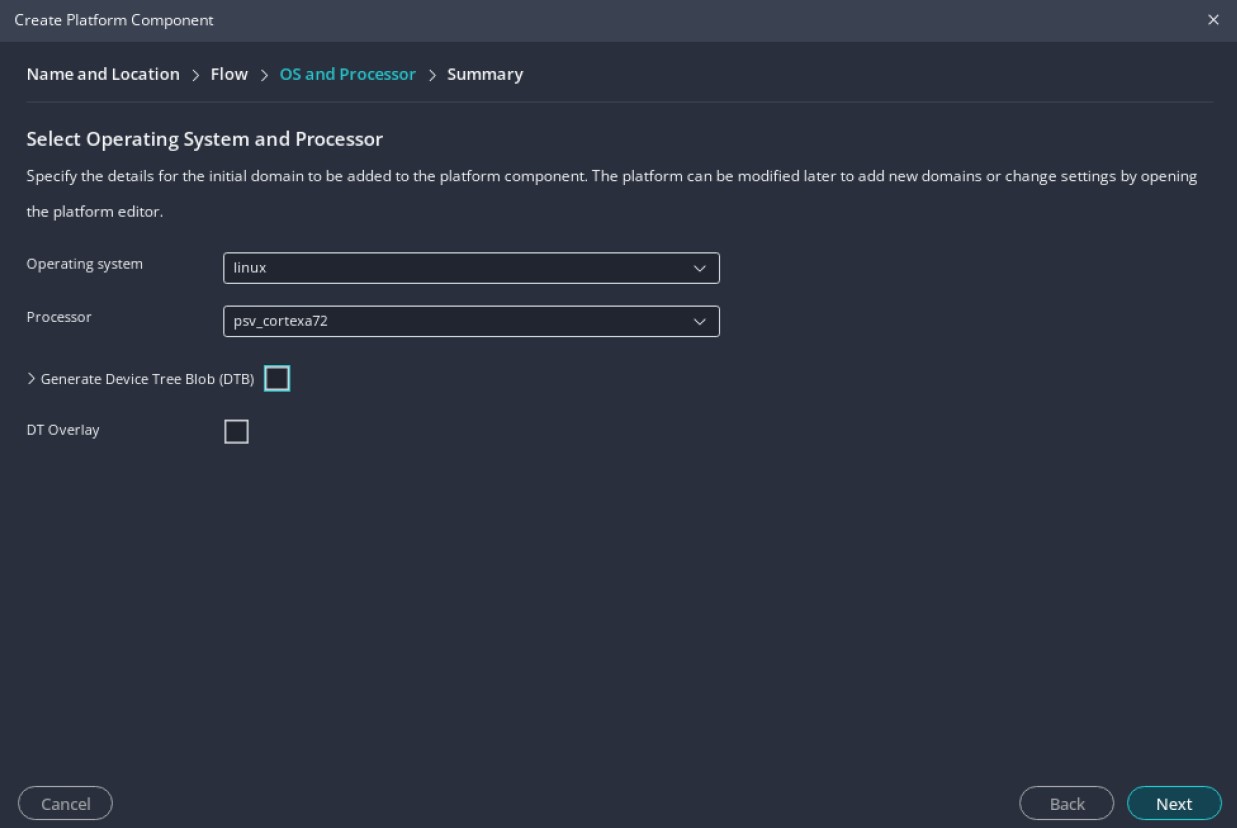 Create Platform Component
Name and Location > Flow > OS and Processor > Summary
Select Operating System and Processor
Specify the details for the initial domain to be added to the platform component. The platform can be modified later to add new domains or change settings by opening
the platform editor.
Operating system linux
Processor psv_cortexa72
> Generate Device Tree Blob (DTB)
DT Overlay
Cancel Back Next